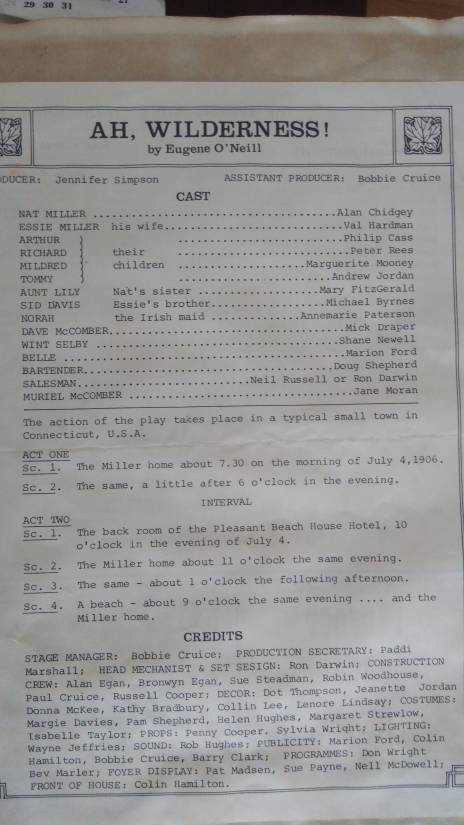 29 30 31
27
AH, WILDERNESS!
by Eugene O'Neill
DUCER: Jennifer Simpson ASSISTANT PRODUCER: Bobbie Cruice
CAST
NAT MILLER ....................................Alan Chidgey
ESSIE MILLER his wife..........................Val Hardman
ARTHUR } ........................Philip Cass
RICHARD } their .........................Peter Rees
MILDRED } children ...................Marguerite Mooney
TOMMY } .......................Andrew Jordan
AUNT LILY Nat's sister ..................Mary FitzGerald
SID DAVIS Essie's brother.................Michael Byrnes
NORAH the Irish maid .............Annemarie Paterson
DAVE McCOMBER...................................Mick Draper
WINT SELBY ....................................Shane Newell
BELLE .........................................Marion Ford
BARTENDER.....................................Doug Shepherd
SALESMAN.........................Neil Russell or Ron Darwin
MURIEL McCOMBER .................................Jane Moran
The action of the play takes place in a typical small town in
Connecticut, U.S.A.
ACT ONE
Sc. 1. The Miller home about 7.30 on the morning of July 4,1906.
Sc. 2. The same, a little after 6 o'clock in the evening.
INTERVAL
ACT TWO
Sc. 1. The back room of the Pleasant Beach House Hotel, 10
o'clock in the evening of July 4.
Sc. 2. The Miller home about 11 o'clock the same evening.
Sc. 3. The same - about 1 o'clock the following afternoon.
Sc. 4. A beach - about 9 o'clock the same evening .... and the
Miller home.
CREDITS
STAGE MANAGER: Bobbie Cruice; PRODUCTION SECRETARY: Paddi
Marshall; HEAD MECHANIST & SET SESIGN: Ron Darwin; CONSTRUCTION
CREW: Alan Egan, Bronwyn Egan, Sue Steadman, Robin Woodhouse,
Paul Cruice, Russell Cooper; DECOR: Dot Thompson, Jeanette Jordan
Donna McKee, Kathy Bradbury, Collin Lee, Lenore Lindsay; COSTUMES:
Margie Davies, Pam Shepherd, Helen Hughes, Margaret Strewlow,
Isabelle Taylor; PROPS: Penny Cooper, Sylvia Wright; LIGHTING:
Wayne Jeffries; SOUND: Rob Hughes; PUBLICITY: Marion Ford, Colin
Hamilton, Bobbie Cruice, Barry Clark; PROGRAMMES: Don Wright
Bev Marler; FOYER DISPLAY: Pat Madsen, Sue Payne, Nell McDowell;
FRONT OF HOUSE: Colin Hamilton.